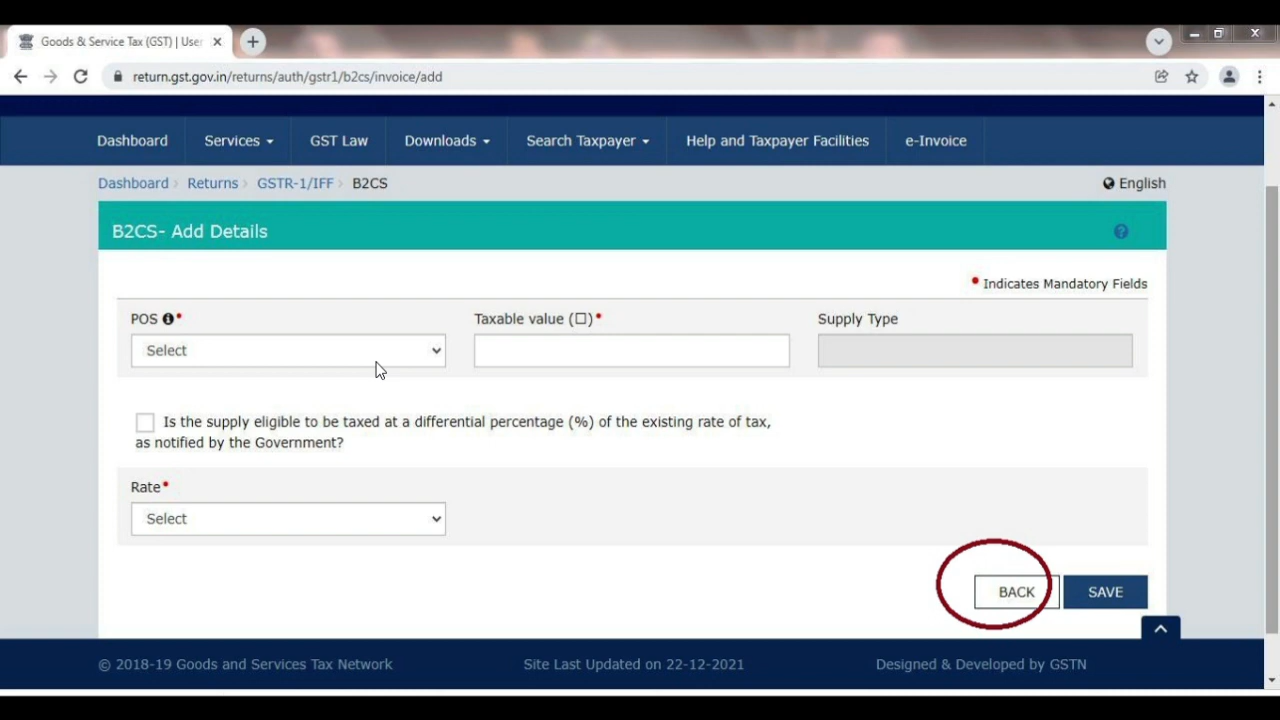 Goods & Service Tax (GST) | User
return.gst.gov.in/returns/auth/gstr1/b2cs/invoice/add
Dashboard Services GST Law Downloads Search Taxpayer Help and Taxpayer Facilities e-Invoice
Dashboard Returns GSTR-1/IFF B2CS English
B2CS- Add Details
• Indicates Mandatory Fields
POS • Taxable value (☐) • Supply Type
Select
Is the supply eligible to be taxed at a differential percentage (%) of the existing rate of tax,
as notified by the Government?
Rate •
Select
BACK SAVE
© 2018-19 Goods and Services Tax Network Site Last Updated on 22-12-2021 Designed & Developed by GSTN